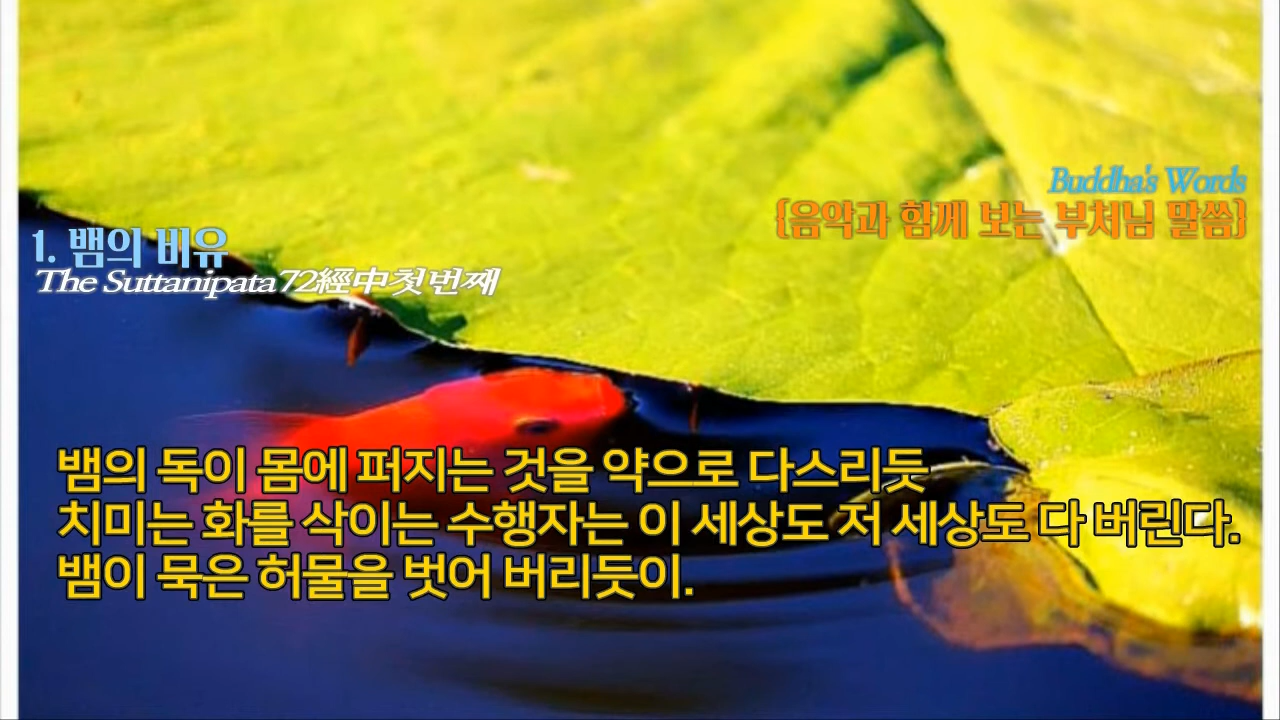 Buddha's Words
{음악과 함께 보는 부처님 말씀}
1. 뱀의 비유
The Suttanipata 72經中첫번째
뱀의 독이 몸에 퍼지는 것을 약으로 다스리듯
치미는 화를 삭이는 수행자는 이 세상도 저 세상도 다 버린다.
뱀이 묵은 허물을 벗어 버리듯이.